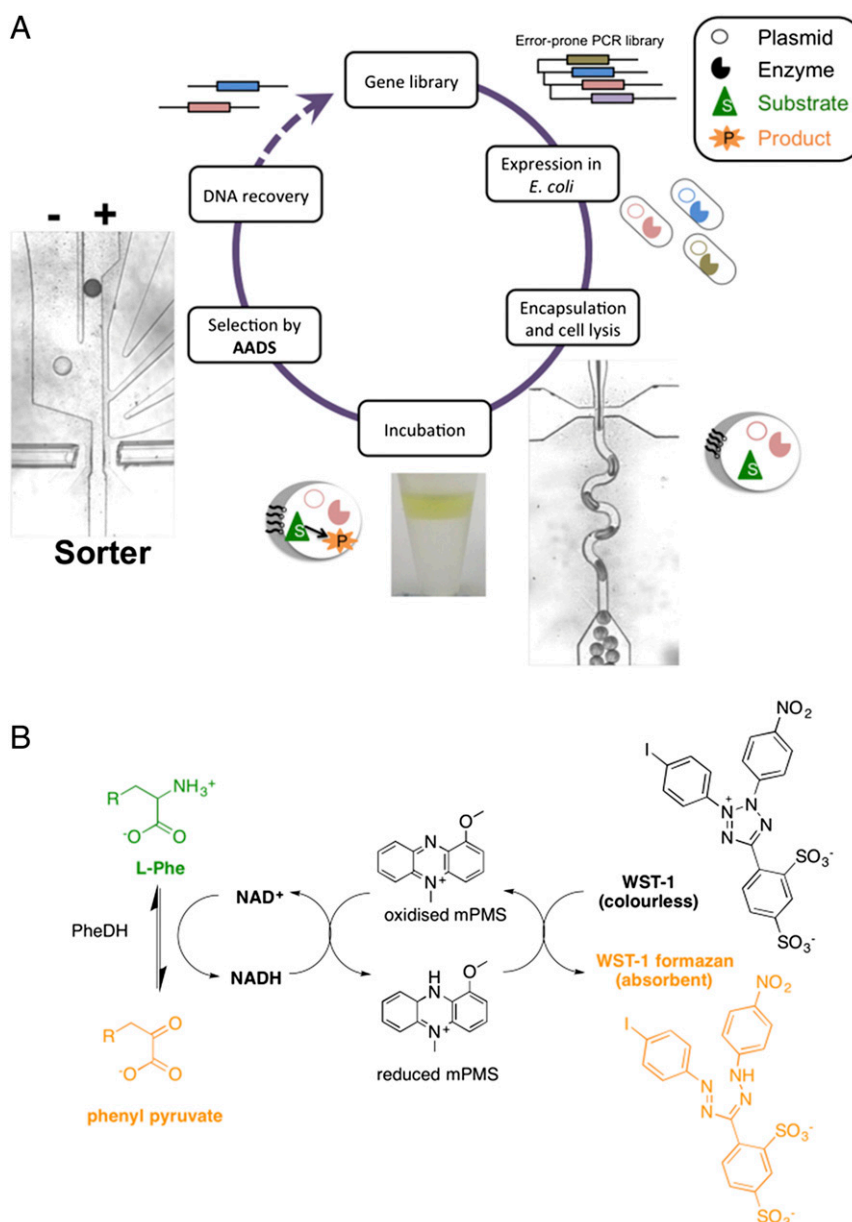 A
Gene library
Error-prone PCR library
Plasmid
Enzyme
S Substrate
P Product
Expression in
E. coli
Encapsulation
and cell lysis
S
Incubation
S
P
Selection by
AADS
DNA recovery
- +
Sorter
B
R
NH3+
-O
O
L-Phe
PheDH
R
O
-O
O
phenyl pyruvate
NAD+
NADH
N
O
N+
oxidised mPMS
H
N
O
N+
reduced mPMS
WST-1
(colourless)
NO2
I
N
+
N
N
N
SO3-
SO3-
WST-1 formazan
(absorbent)
NO2
I
N
NH
N
N
SO3-
SO3-